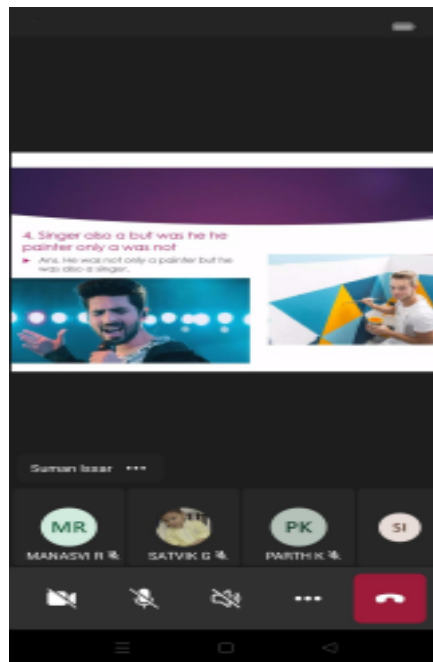 4. Singer also a but was he he
painter only a was not
Ans. He was not only a painter but he
was also a singer.
Suman Issar
MR
PK
SI
MANASVI R
SATVIK G
PARTH K